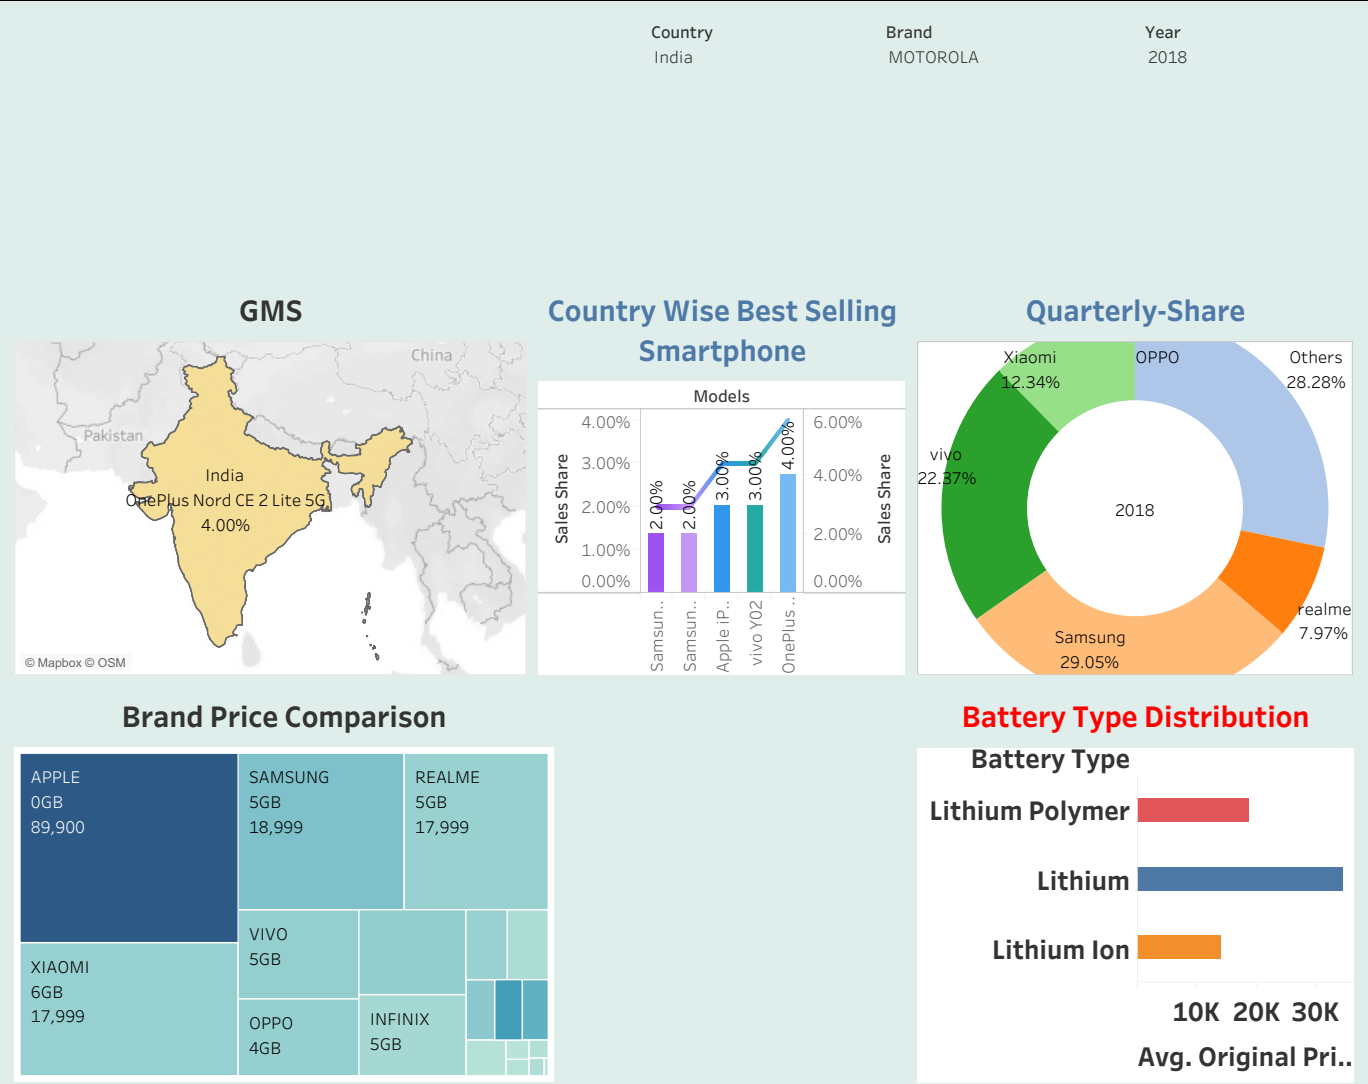 Country
Brand
Year
India
MOTOROLA
2018
GMS
Country Wise Best Selling
Smartphone
Quarterly-Share
China
Pakistan
India
OnePlus Nord CE 2 Lite 5G
4.00%
© Mapbox © OSM
Models
4.00%
3.00%
2.00%
1.00%
0.00%
Sales Share
2.00%
2.00%
3.00%
3.00%
4.00%
6.00%
4.00%
2.00%
0.00%
Sales Share
Samsun..
Samsun..
Apple iP..
vivo Y02
OnePlus ..
Xiaomi
12.34%
OPPO
Others
28.28%
vivo
22.37%
2018
realme
7.97%
Samsung
29.05%
Brand Price Comparison
APPLE
0GB
89,900
SAMSUNG
5GB
18,999
REALME
5GB
17,999
XIAOMI
6GB
17,999
VIVO
5GB
OPPO
4GB
INFINIX
5GB
Battery Type Distribution
Battery Type
Lithium Polymer
Lithium
Lithium Ion
10K 20K 30K
Avg. Original Pri..